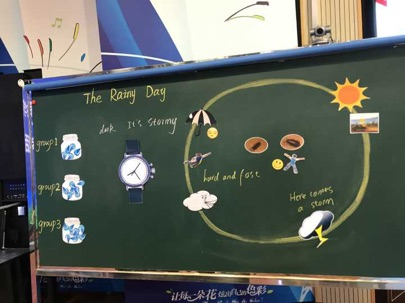 The Rainy Day
dark It's stormy
group1
group2
group3
hard and fast
Here comes
a storm